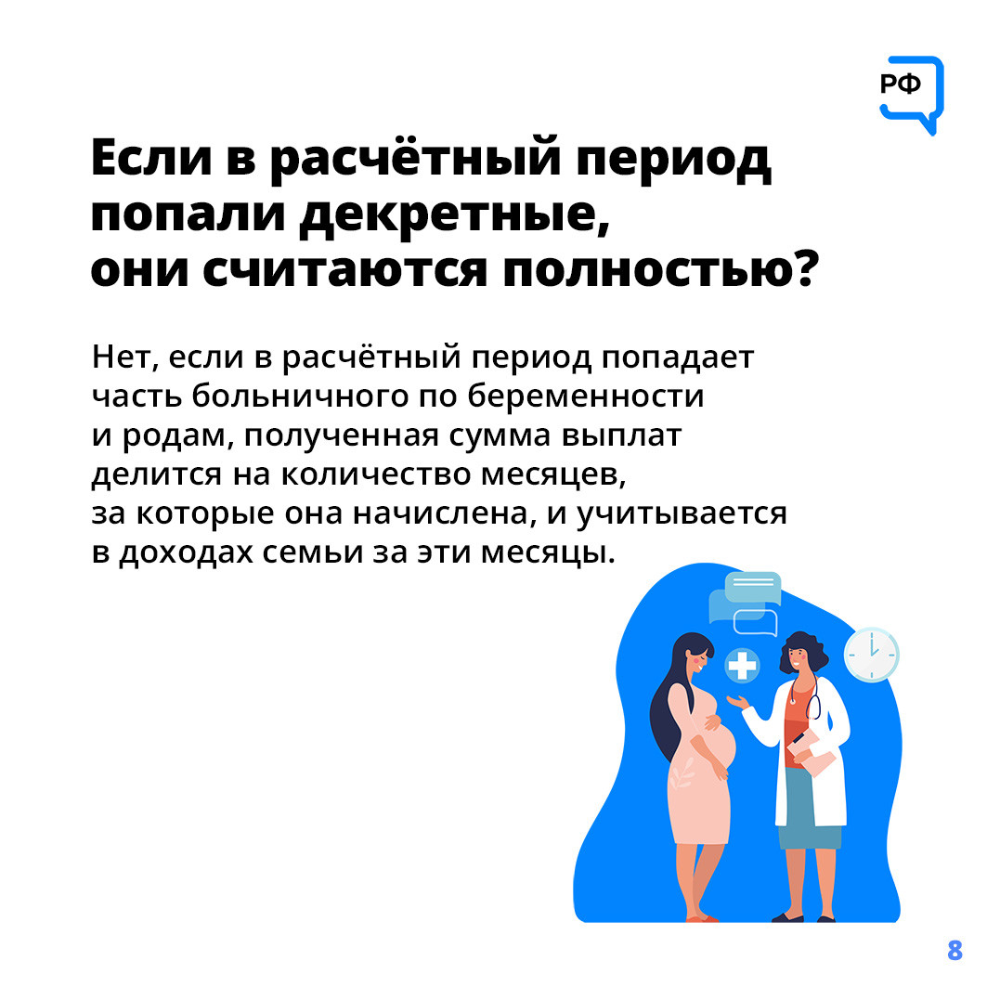 РФ
Если в расчётный период
попали декретные,
они считаются полностью?
Нет, если в расчётный период попадает
часть больничного по беременности
и родам, полученная сумма выплат
делится на количество месяцев,
за которые она начислена, и учитывается
в доходах семьи за эти месяцы.
8